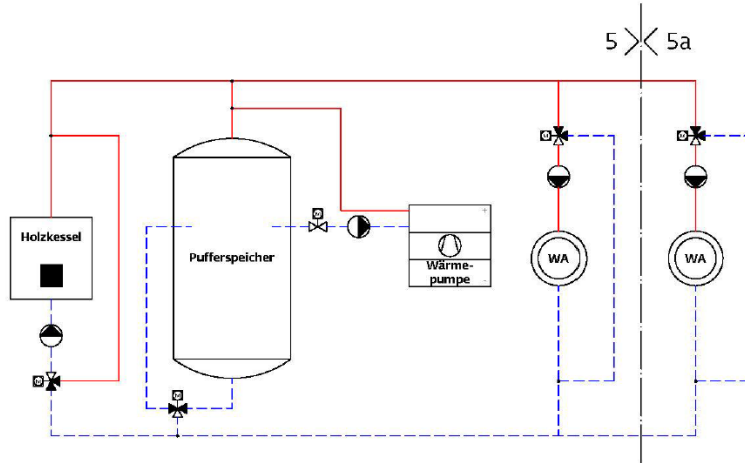 5 5a
M M
Holzkessel
M
Pufferspeicher
+
Wärme-
pumpe
-
WA WA
M
M